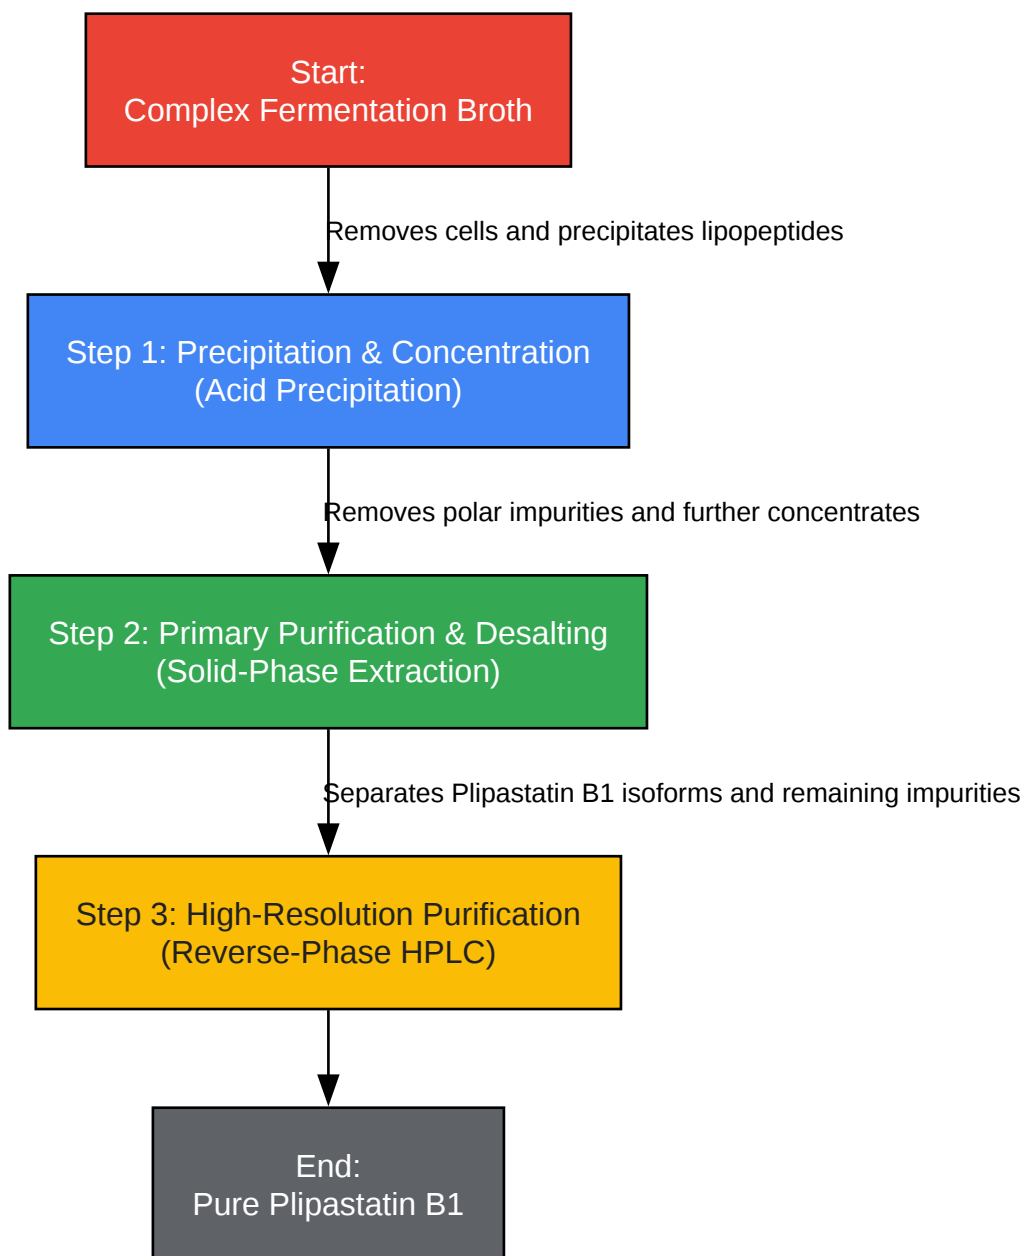 Start:
Complex Fermentation Broth
Removes cells and precipitates lipopeptides
Step 1: Precipitation & Concentration
(Acid Precipitation)
Removes polar impurities and further concentrates
Step 2: Primary Purification & Desalting
(Solid-Phase Extraction)
Separates Plipastatin B1 isoforms and remaining impurities
Step 3: High-Resolution Purification
(Reverse-Phase HPLC)
End:
Pure Plipastatin B1